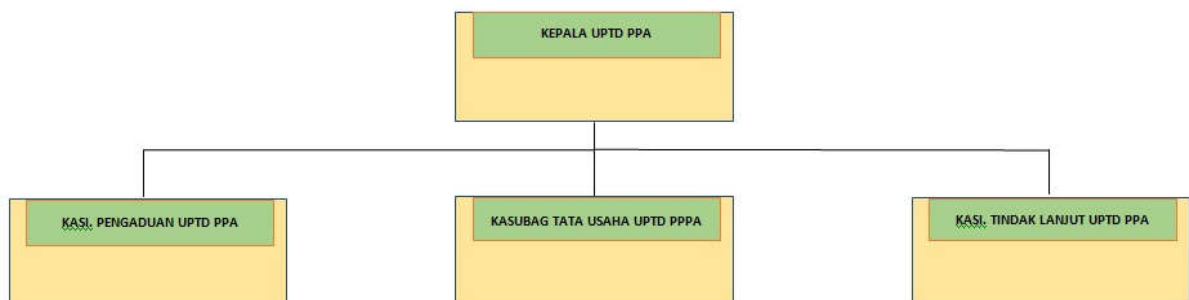 KEPALA UPTD PPA
KASI. PENGADUAN UPTD PPA
KASUBAG TATA USAHA UPTD PPPA
KASI. TINDAK LANJUT UPTD PPA